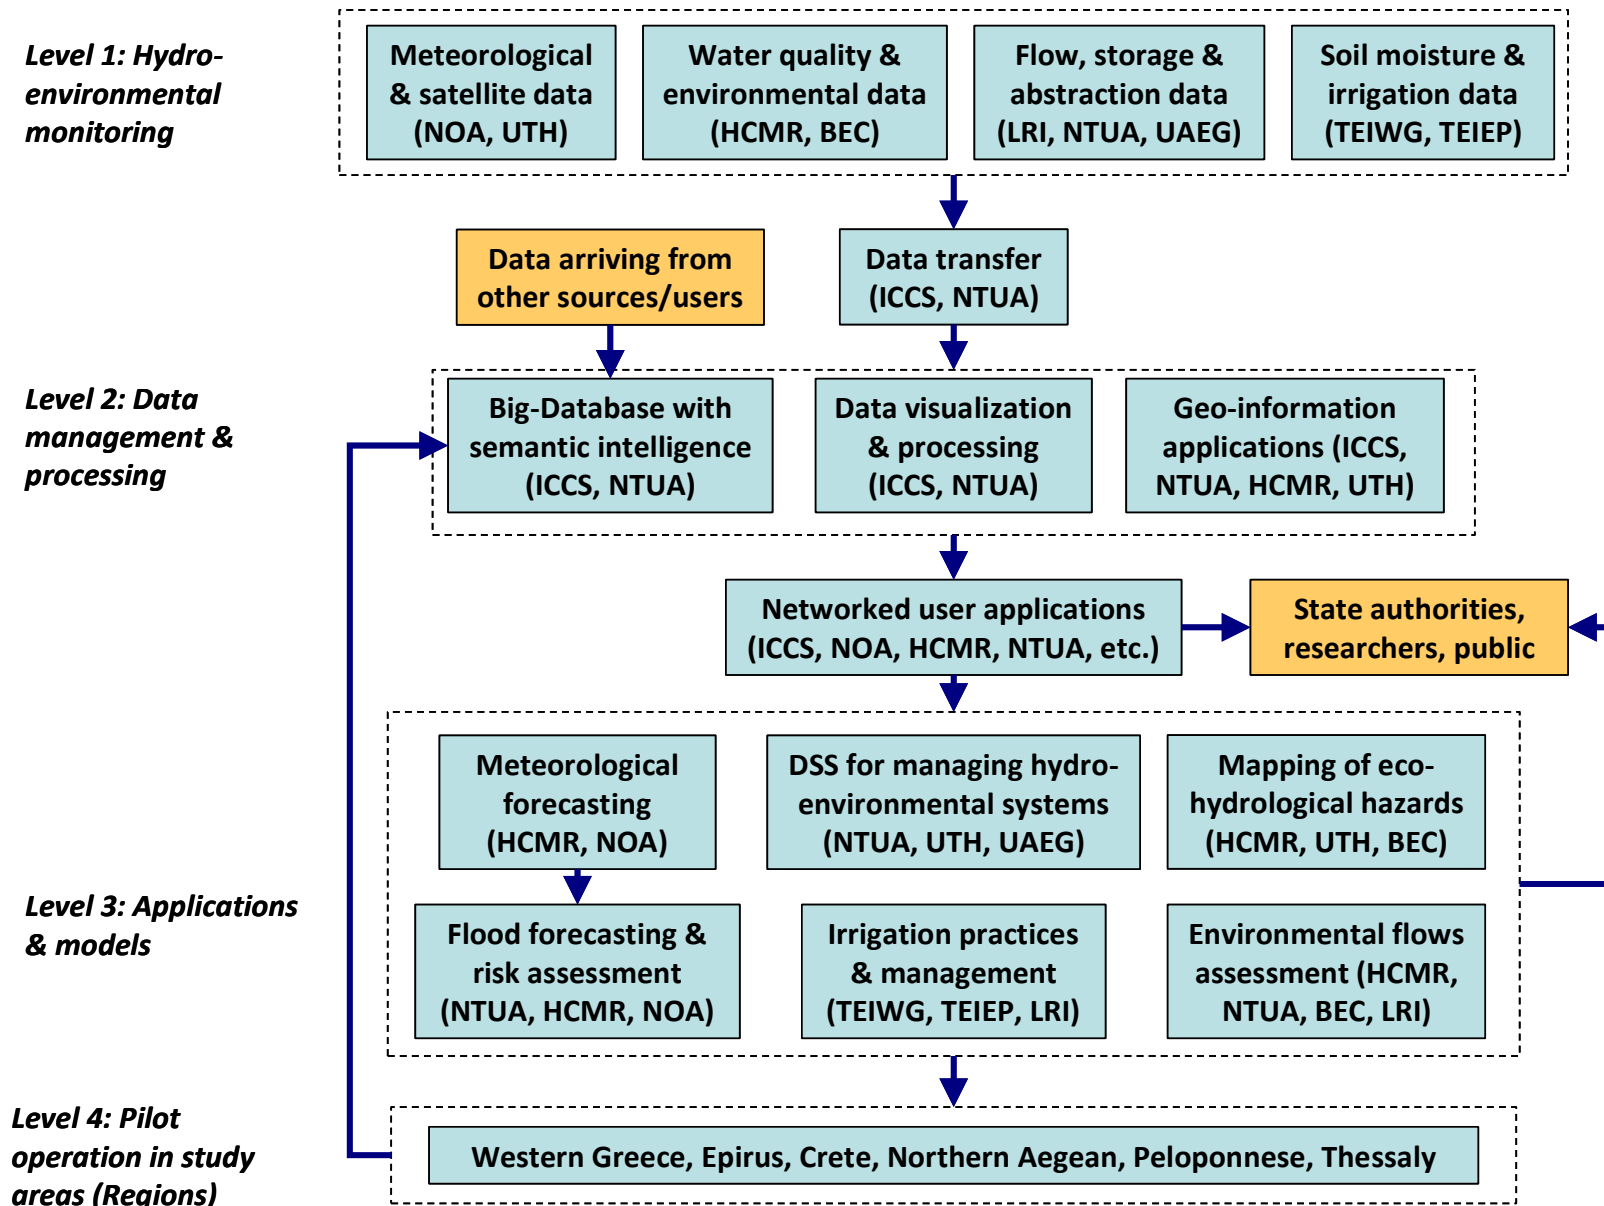 Level 1: Hydro-
environmental
monitoring
Meteorological
& satellite data
(NOA, UTH)
Water quality &
environmental data
(HCMR, BEC)
Flow, storage &
abstraction data
(LRI, NTUA, UAEG)
Soil moisture &
irrigation data
(TEIWG, TEIEP)
Data arriving from
other sources/users
Data transfer
(ICCS, NTUA)
Level 2: Data
management &
processing
Big-Database with
semantic intelligence
(ICCS, NTUA)
Data visualization
& processing
(ICCS, NTUA)
Geo-information
applications (ICCS,
NTUA, HCMR, UTH)
Networked user applications
(ICCS, NOA, HCMR, NTUA, etc.)
State authorities,
researchers, public
Level 3: Applications
& models
Meteorological
forecasting
(HCMR, NOA)
DSS for managing hydro-
environmental systems
(NTUA, UTH, UAEG)
Mapping of eco-
hydrological hazards
(HCMR, UTH, BEC)
Flood forecasting &
risk assessment
(NTUA, HCMR, NOA)
Irrigation practices
& management
(TEIWG, TEIEP, LRI)
Environmental flows
assessment (HCMR,
NTUA, BEC, LRI)
Level 4: Pilot
operation in study
areas (Regions)
Western Greece, Epirus, Crete, Northern Aegean, Peloponnese, Thessaly